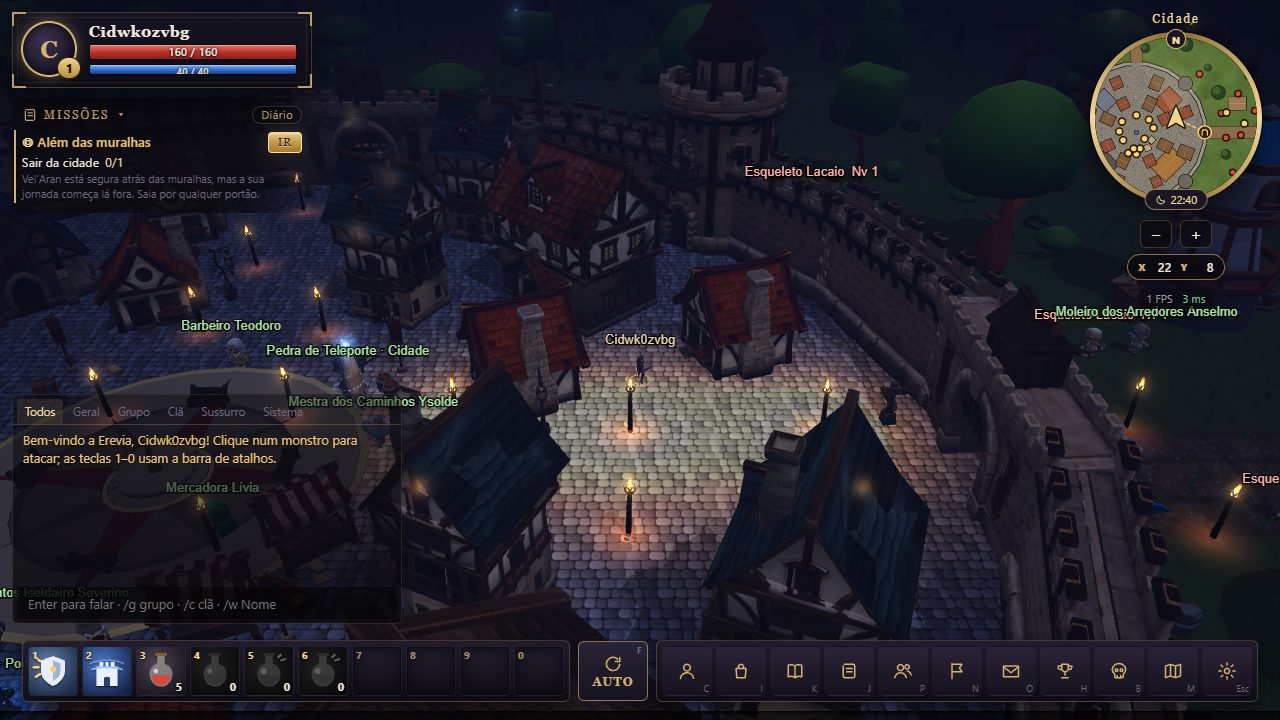 Cidwkozvbg
C
1
160 / 160
40 / 40
MISSÕES
Diário
Além das muralhas
IR
Sair da cidade 0/1
Vel'Aran está segura atrás das muralhas, mas a sua
jornada começa lá fora. Saia por qualquer portão.
Cidade
N
22:40
−
+
X 22 Y 8
1 FPS 3 ms
Esqueleto Lacaio Nv 1
Moleiro dos Arredores Anselmo
Barbeiro Teodoro
Pedra de Teleporte · Cidade
Cidwk0zvbg
Mestra dos Caminhos Ysolde
Todos Geral Grupo Clã Sussurro Sistema
Bem-vindo a Erevia, Cidwk0zvbg! Clique num monstro para
atacar; as teclas 1–0 usam a barra de atalhos.
Mercadora Lívia
Esque
Iseldairo Severino
Enter para falar · /g grupo · /c clã · /w Nome
Po
1 2 3 4 5 6 7 8 9 0
5 0 0 0
F
AUTO
C I K J P N O H B M Esc